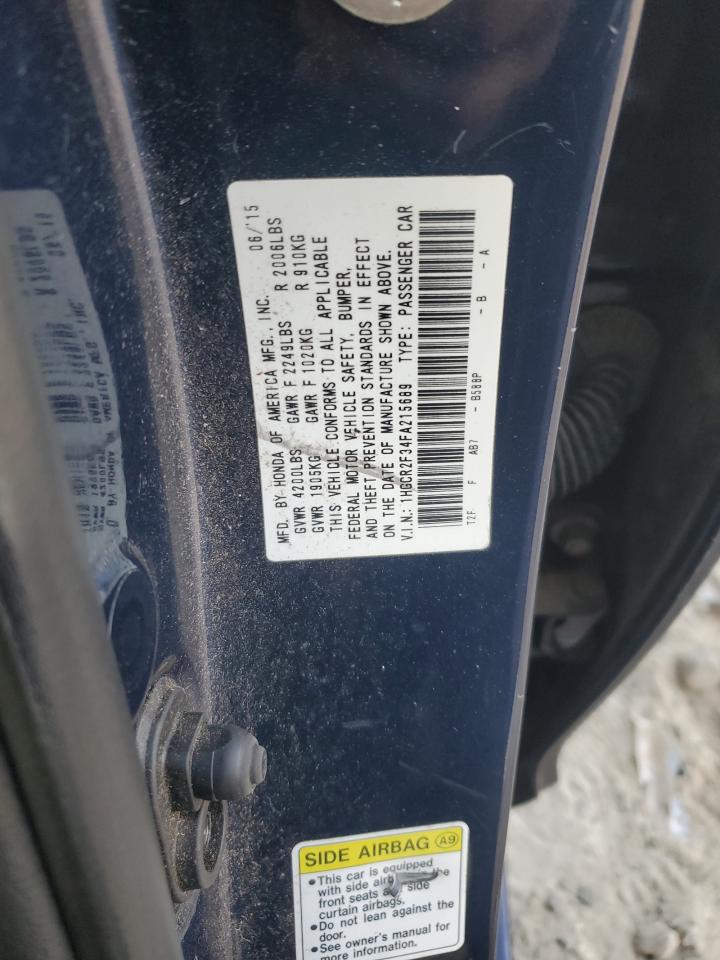 MFD. BY HONDA OF AMERICA MFG., INC. 06/'15
GVWR 4200LBS GAWR F 2249LBS R 2006LBS
GVWR 1905KG GAWR F 1020KG R 910KG
THIS VEHICLE CONFORMS TO ALL APPLICABLE
FEDERAL MOTOR VEHICLE SAFETY, BUMPER,
AND THEFT PREVENTION STANDARDS IN EFFECT
ON THE DATE OF MANUFACTURE SHOWN ABOVE.
V.I.N.: 1HGCR2F34FA215689 TYPE: PASSENGER CAR
T2F F AB7 - B588P - B - A
SIDE AIRBAG A9
•This car is equipped
with side in the
front seats side
curtain airbags.
•Do not lean against the
door.
•See owner's manual for
more information.